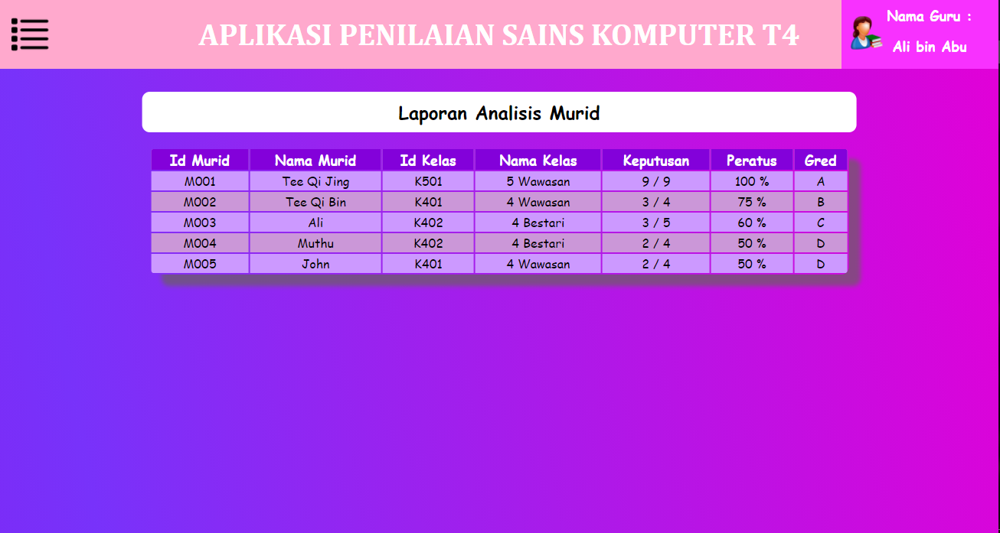 APLIKASI PENILAIAN SAINS KOMPUTER T4
Nama Guru :
Ali bin Abu
Laporan Analisis Murid
Id Murid Nama Murid Id Kelas Nama Kelas Keputusan Peratus Gred
M001 Tee Qi Jing K501 5 Wawasan 9 / 9 100 % A
M002 Tee Qi Bin K401 4 Wawasan 3 / 4 75 % B
M003 Ali K402 4 Bestari 3 / 5 60 % C
M004 Muthu K402 4 Bestari 2 / 4 50 % D
M005 John K401 4 Wawasan 2 / 4 50 % D